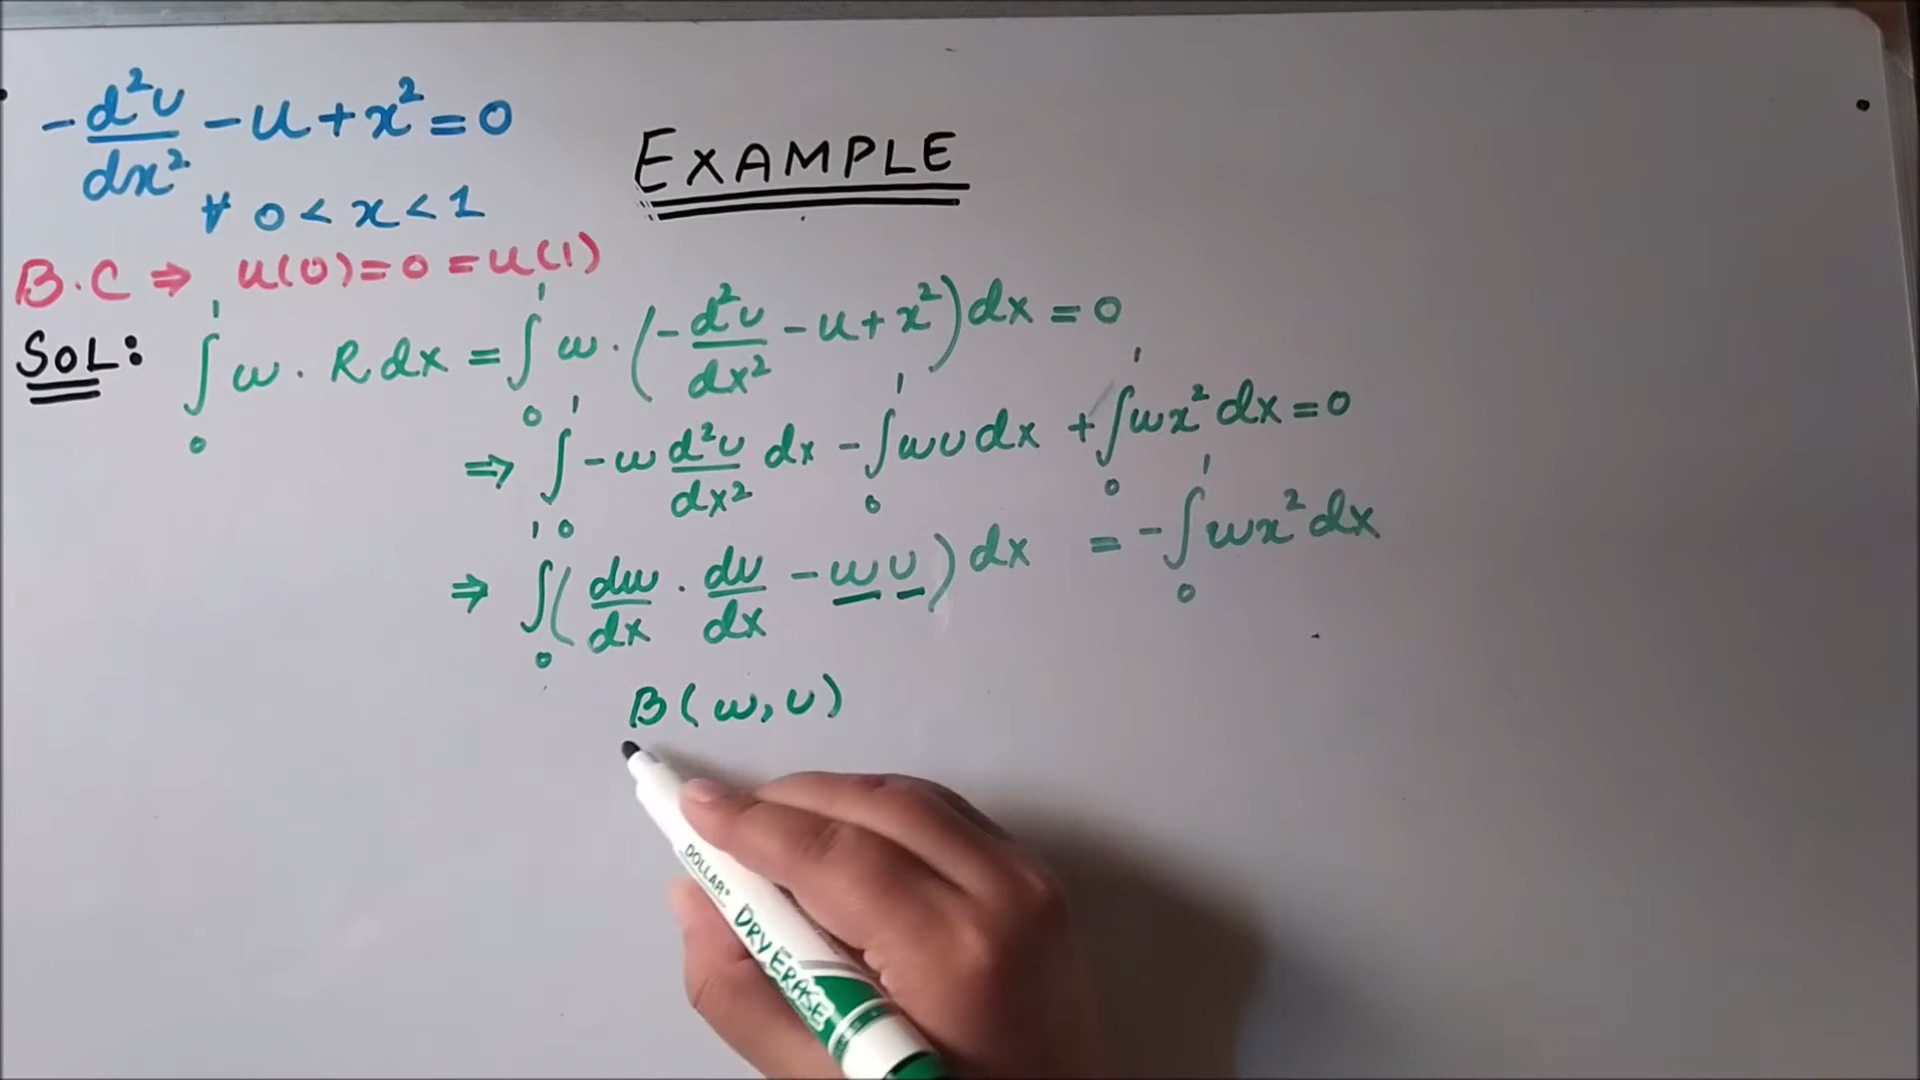 -d²u/dx² - u + x² = 0
∀ 0 < x < 1
EXAMPLE
B.C ⇒ u(0) = 0 = u(1)
SOL: ∫₀¹ w . R dx = ∫₀¹ w . (-d²u/dx² - u + x²) dx = 0
⇒ ∫₀¹ -w d²u/dx² dx - ∫₀¹ wu dx + ∫₀¹ wx² dx = 0
⇒ ∫₀¹ (dw/dx . du/dx - wu) dx = -∫₀¹ wx² dx
B(w, u)
DOLLAR®
DRY ERASE